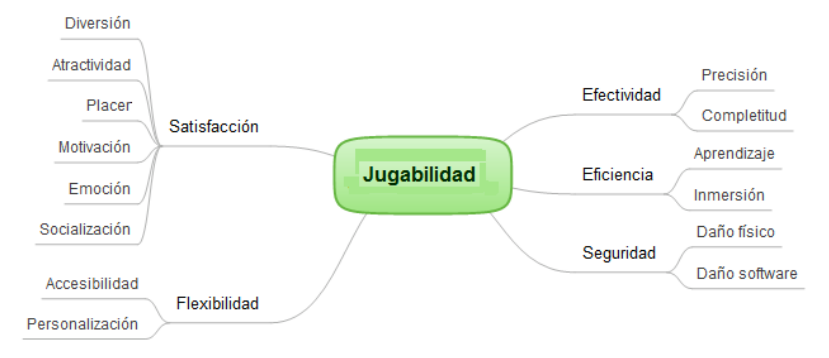 Diversión
Atractividad
Placer
Motivación
Emoción
Socialización
Satisfacción
Accesibilidad
Personalización
Flexibilidad
Jugabilidad
Efectividad
Precisión
Completitud
Eficiencia
Aprendizaje
Inmersión
Seguridad
Daño físico
Daño software